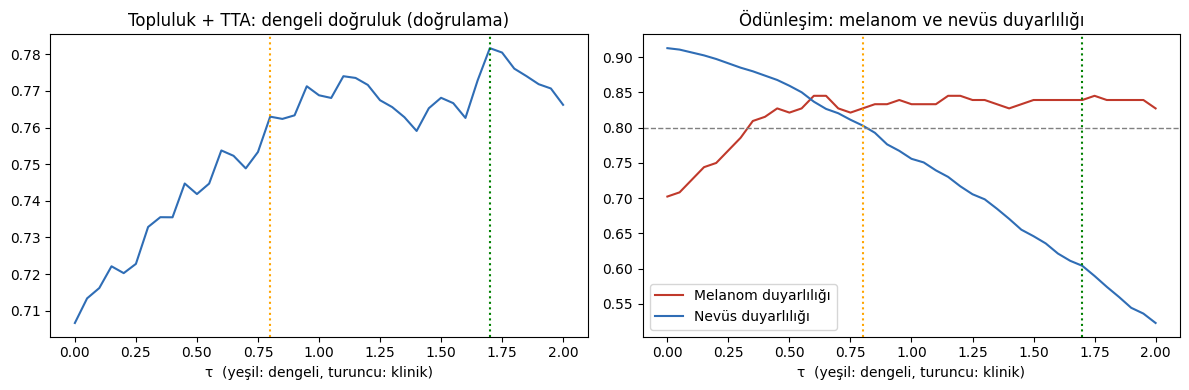 Topluluk + TTA: dengeli doğruluk (doğrulama)
0.78
0.77
0.76
0.75
0.74
0.73
0.72
0.71
0.00 0.25 0.50 0.75 1.00 1.25 1.50 1.75 2.00
τ (yeşil: dengeli, turuncu: klinik)
Ödünleşim: melanom ve nevüs duyarlılığı
0.90
0.85
0.80
0.75
0.70
0.65
0.60
0.55
Melanom duyarlılığı
Nevüs duyarlılığı
0.00 0.25 0.50 0.75 1.00 1.25 1.50 1.75 2.00
τ (yeşil: dengeli, turuncu: klinik)